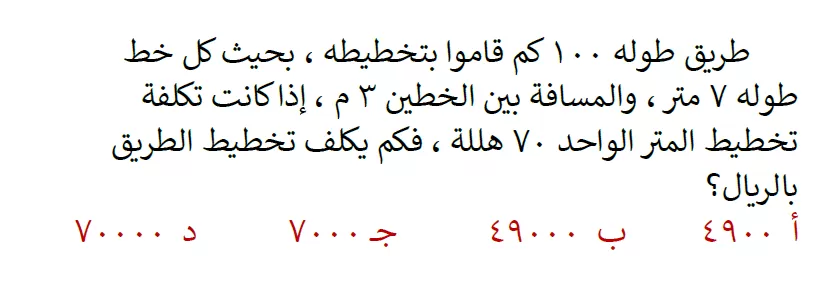 طريق طوله ١٠٠ كم قاموا بتخطيطه ، بحيث كل خط
طوله ٧ متر ، والمسافة بين الخطين ٣ م ، إذا كانت تكلفة
تخطيط المتر الواحد ٧٠ هللة ، فكم يكلف تخطيط الطريق
بالريال؟
أ ٤٩٠٠ ب ٤٩٠٠٠ جـ ٧٠٠٠ د ٧٠٠٠٠